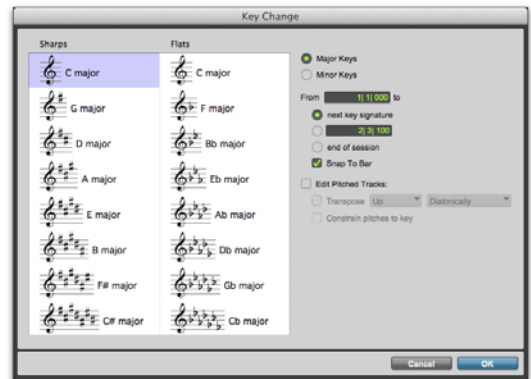 Key Change
Sharps
Flats
C major
C major
G major
F major
D major
Bb major
A major
Eb major
E major
Ab major
B major
Db major
F# major
Gb major
C# major
Cb major
Major Keys
Minor Keys
From 1| 1| 000 to
next key signature
2| 3| 100
end of session
Snap To Bar
Edit Pitched Tracks:
Transpose Up Diatonically
Constrain pitches to key
Cancel OK